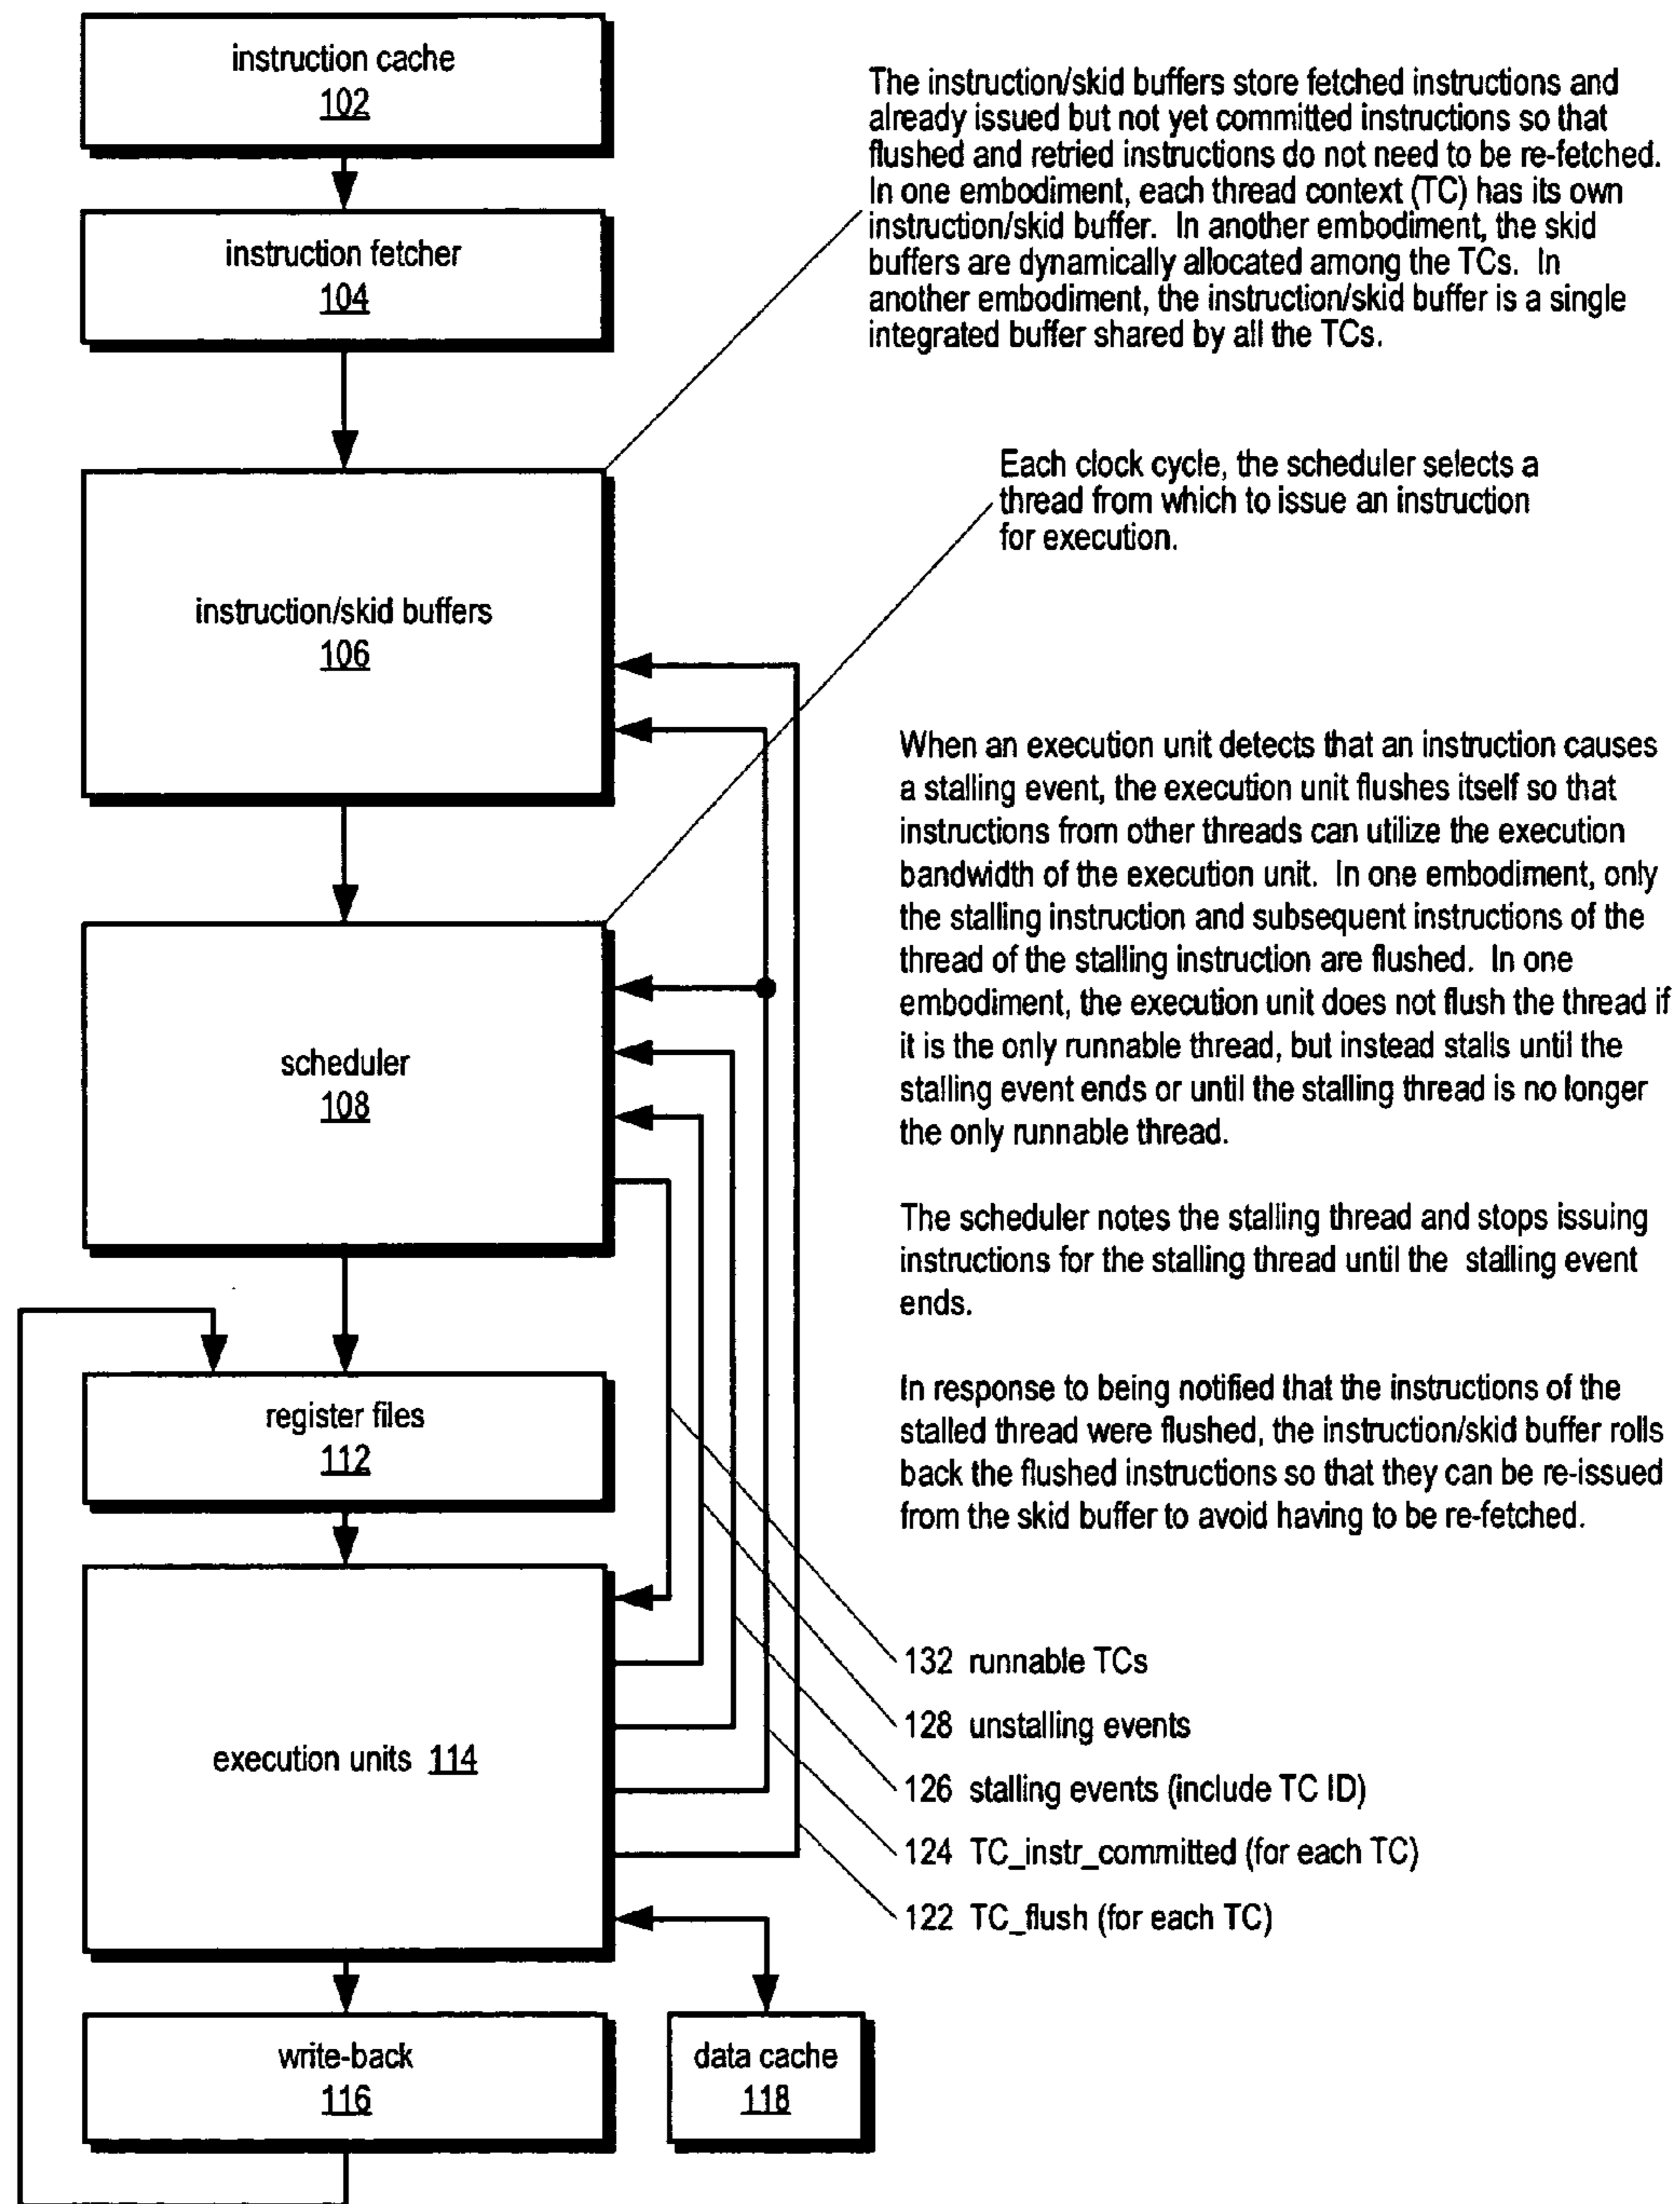 instruction cache
102
The instruction/skid buffers store fetched instructions and
already issued but not yet committed instructions so that
flushed and retried instructions do not need to be re-fetched.
In one embodiment, each thread context (TC) has its own
instruction/skid buffer. In another embodiment, the skid
buffers are dynamically allocated among the TCs. In
another embodiment, the instruction/skid buffer is a single
integrated buffer shared by all the TCs.
instruction fetcher
104
Each clock cycle, the scheduler selects a
thread from which to issue an instruction
for execution.
instruction/skid buffers
106
When an execution unit detects that an instruction causes
a stalling event, the execution unit flushes itself so that
instructions from other threads can utilize the execution
bandwidth of the execution unit. In one embodiment, only
the stalling instruction and subsequent instructions of the
thread of the stalling instruction are flushed. In one
embodiment, the execution unit does not flush the thread if
it is the only runnable thread, but instead stalls until the
stalling event ends or until the stalling thread is no longer
the only runnable thread.
scheduler
108
The scheduler notes the stalling thread and stops issuing
instructions for the stalling thread until the stalling event
ends.
In response to being notified that the instructions of the
stalled thread were flushed, the instruction/skid buffer rolls
back the flushed instructions so that they can be re-issued
from the skid buffer to avoid having to be re-fetched.
register files
112
execution units 114
132 runnable TCs
128 unstalling events
126 stalling events (include TC ID)
124 TC_instr_committed (for each TC)
122 TC_flush (for each TC)
write-back
116
data cache
118